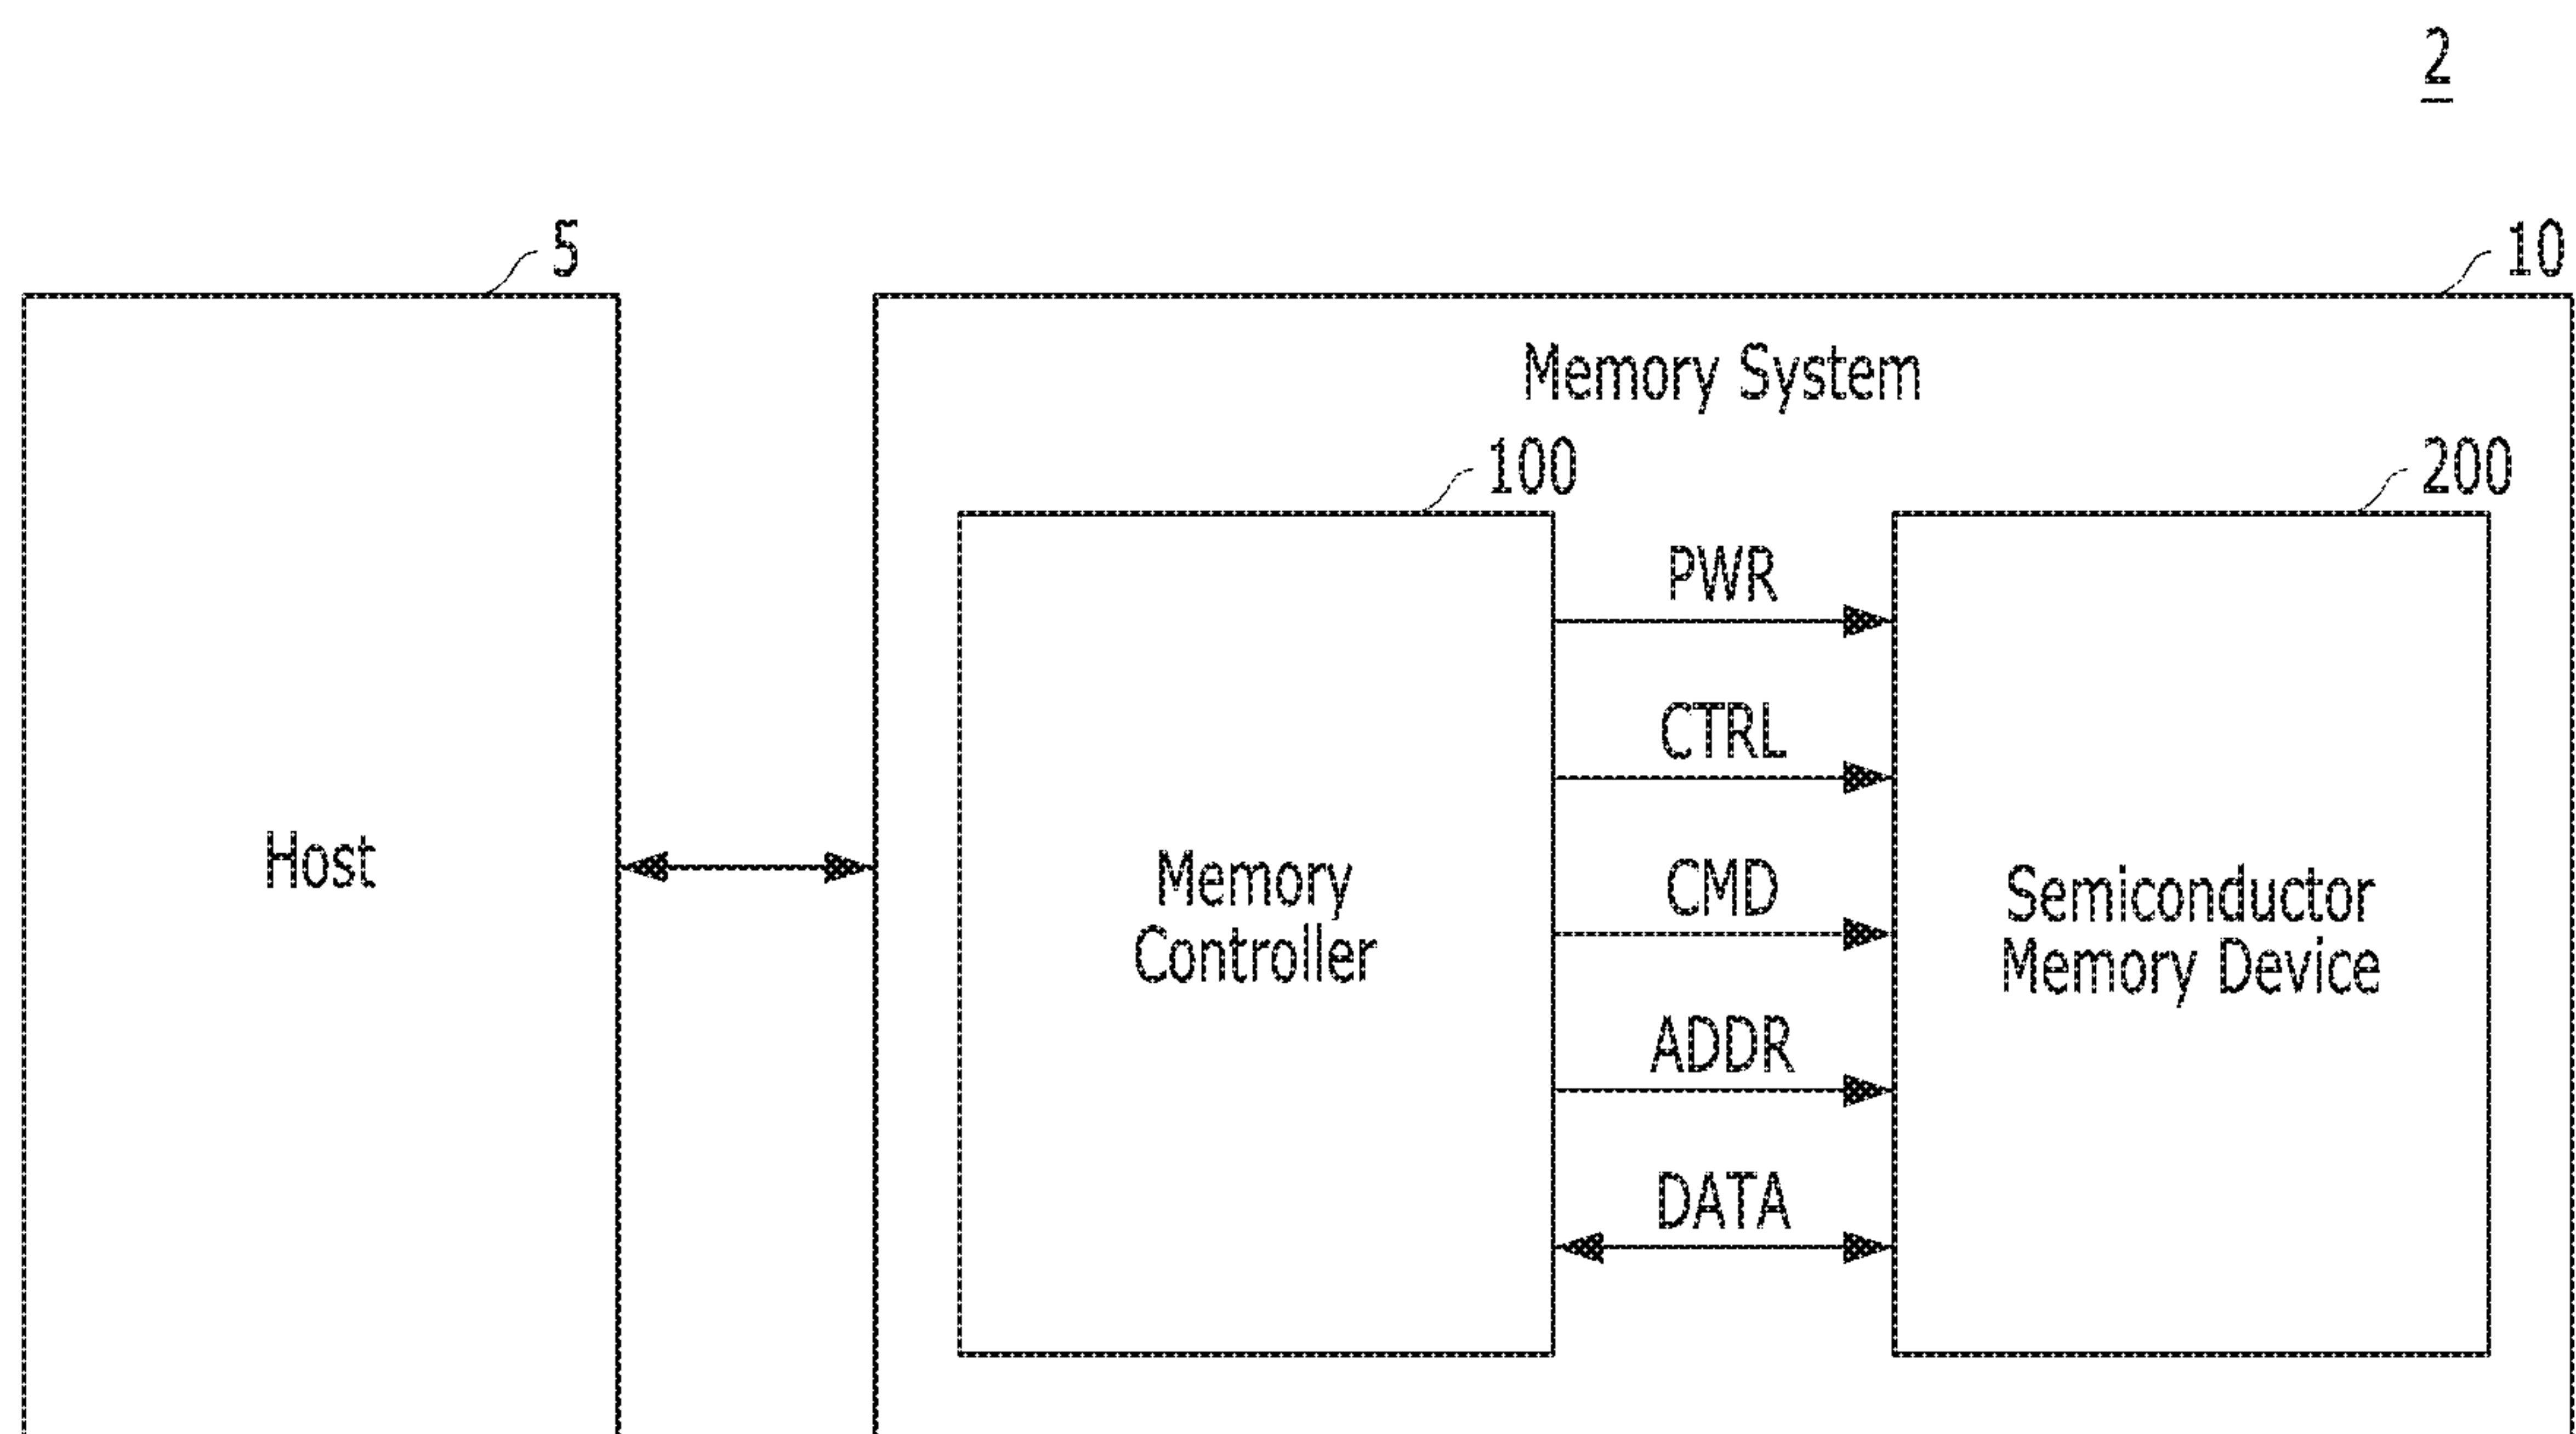 2
5
10
Memory System
100
200
PWR
CTRL
Host
CMD
Memory
Controller
Semiconductor
Memory Device
ADDR
DATA